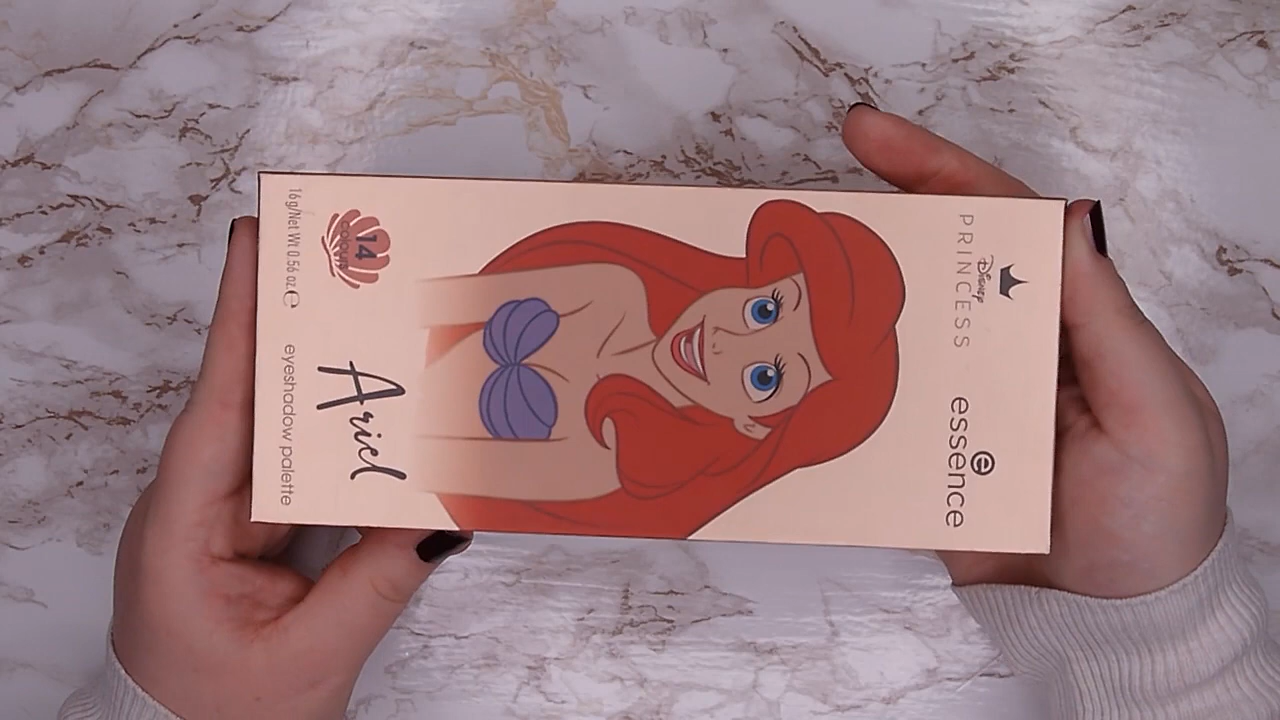 Disney
PRINCESS
e
essence
14
colours
Ariel
16g/Net Wt 0.56 oz. e
eyeshadow palette